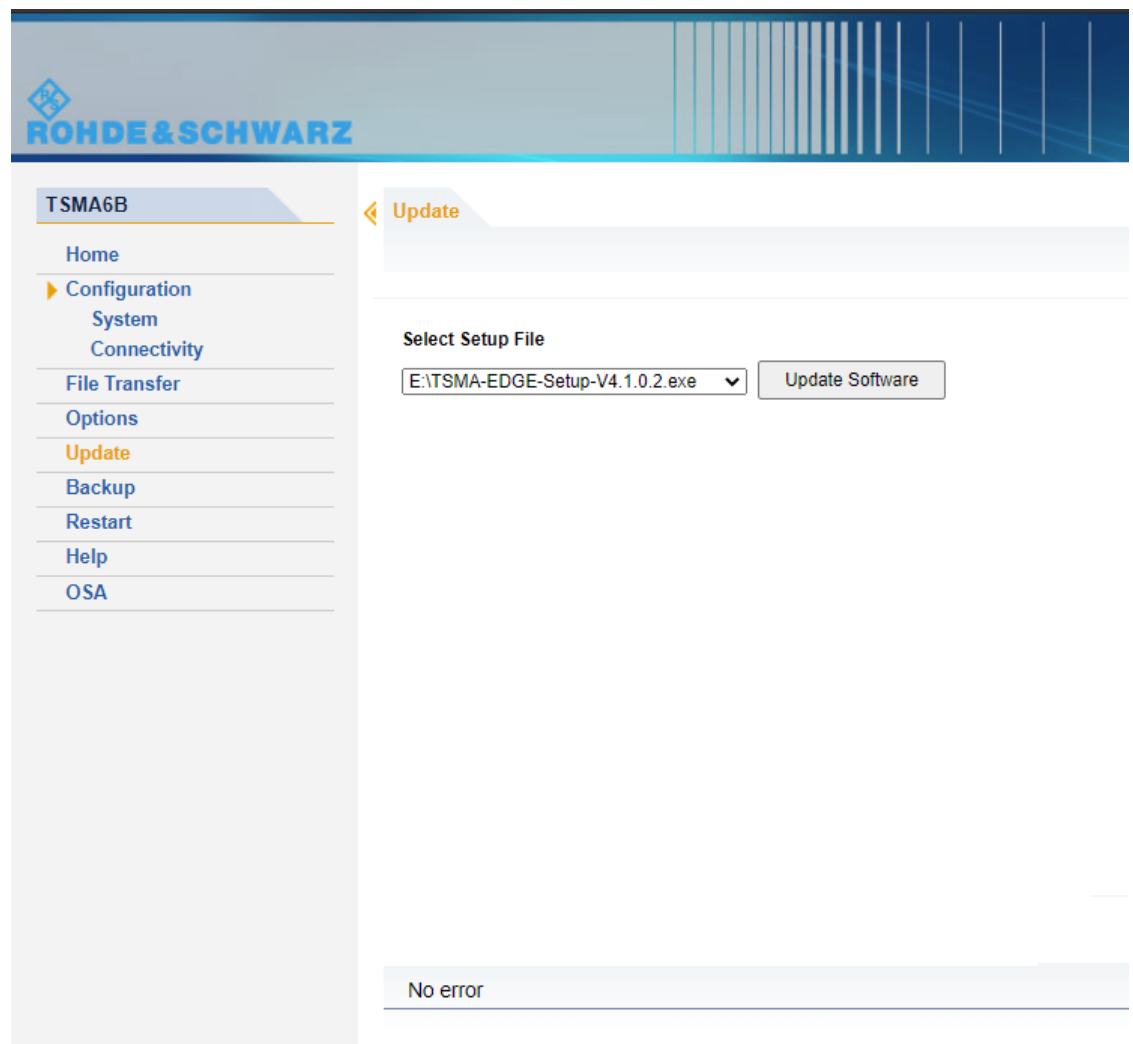 R S
ROHDE&SCHWARZ
TSMA6B
Home
Configuration
System
Connectivity
File Transfer
Options
Update
Backup
Restart
Help
OSA
Update
Select Setup File
E:\TSMA-EDGE-Setup-V4.1.0.2.exe Update Software
No error